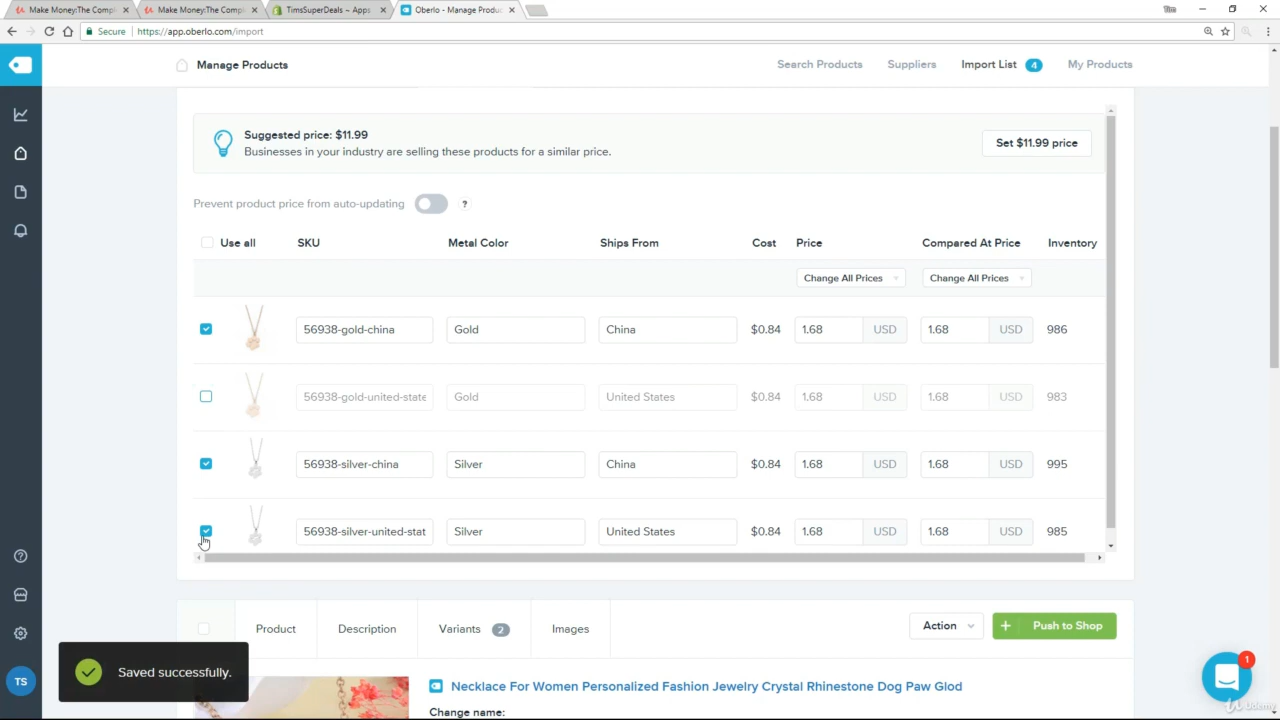 Make Money:The Compl
Make Money:The Compl
TimsSuperDeals ~ Apps
Oberlo - Manage Produc
Secure
https://app.oberlo.com/import
Manage Products
Search Products
Suppliers
Import List 4
My Products
Suggested price: $11.99
Businesses in your industry are selling these products for a similar price.
Set $11.99 price
Prevent product price from auto-updating ?
Use all SKU Metal Color Ships From Cost Price Compared At Price Inventory
Change All Prices Change All Prices
56938-gold-china Gold China $0.84 1.68 USD 1.68 USD 986
56938-gold-united-state Gold United States $0.84 1.68 USD 1.68 USD 983
56938-silver-china Silver China $0.84 1.68 USD 1.68 USD 995
56938-silver-united-stat Silver United States $0.84 1.68 USD 1.68 USD 985
Product Description Variants 2 Images Action + Push to Shop
Saved successfully.
TS
1
Necklace For Women Personalized Fashion Jewelry Crystal Rhinestone Dog Paw Glod
Change name:
Udemy